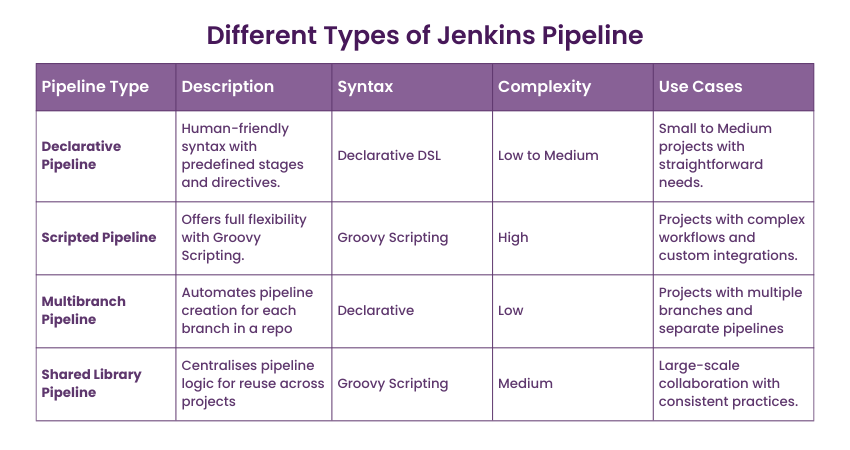 Different Types of Jenkins Pipeline
Pipeline Type
Description
Syntax
Complexity
Use Cases
Declarative
Pipeline
Human-friendly
syntax with
predefined stages
and directives.
Declarative DSL
Low to Medium
Small to Medium
projects with
straightforward
needs.
Scripted Pipeline
Offers full flexibility
with Groovy
Scripting.
Groovy Scripting
High
Projects with complex
workflows and
custom integrations.
Multibranch
Pipeline
Automates pipeline
creation for each
branch in a repo
Declarative
Low
Projects with multiple
branches and
separate pipelines
Shared Library
Pipeline
Centralises pipeline
logic for reuse across
projects
Groovy Scripting
Medium
Large-scale
collaboration with
consistent practices.